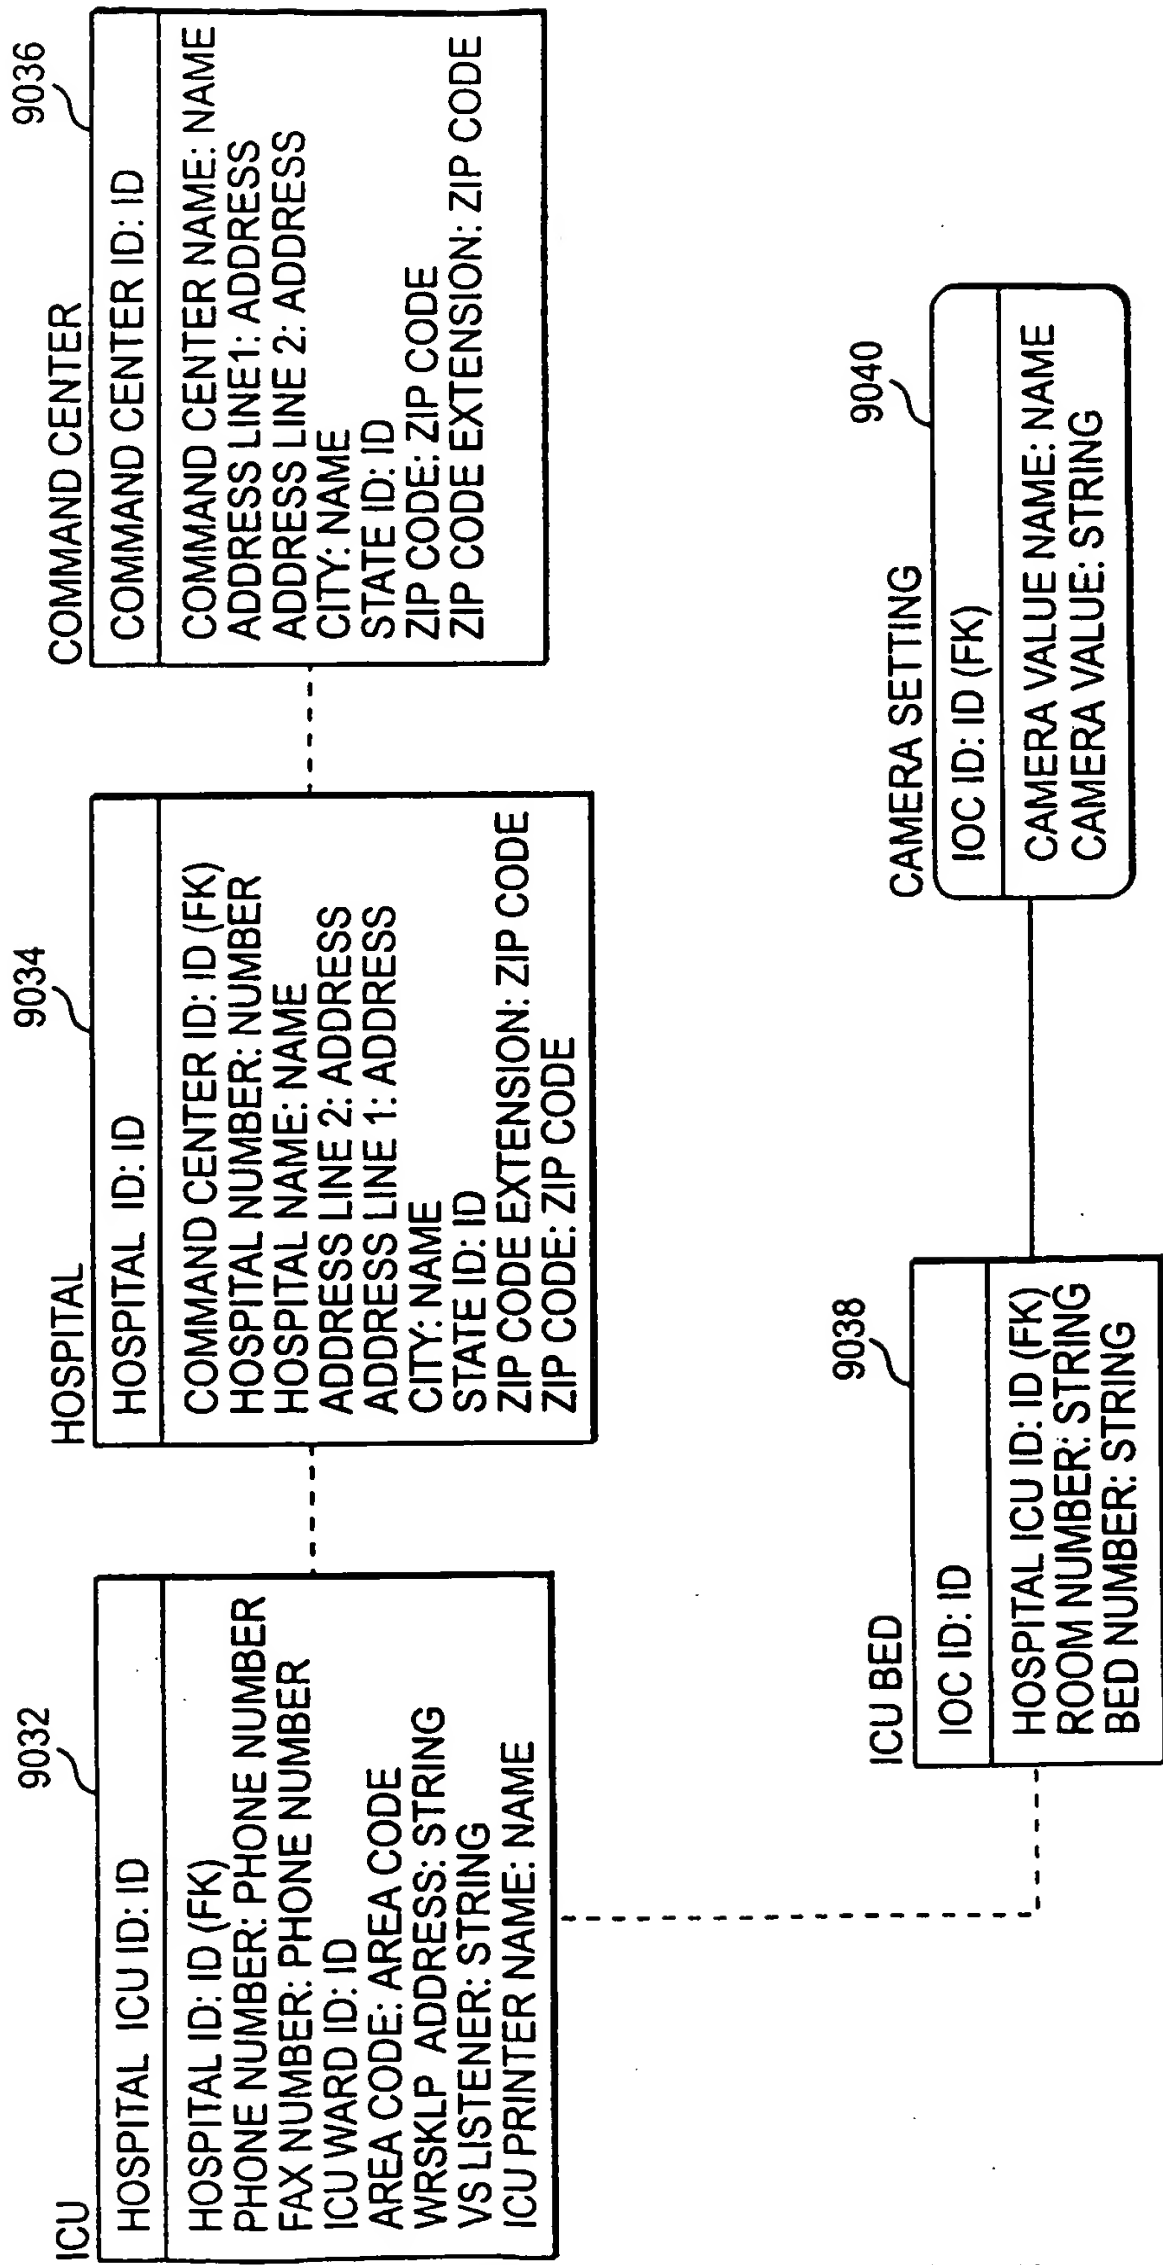 ICU
9032
HOSPITAL ICU ID: ID
HOSPITAL ID: ID (FK)
PHONE NUMBER: PHONE NUMBER
FAX NUMBER: PHONE NUMBER
ICU WARD ID: ID
AREA CODE: AREA CODE
WRSKLP ADDRESS: STRING
VS LISTENER: STRING
ICU PRINTER NAME: NAME
HOSPITAL
9034
HOSPITAL ID: ID
COMMAND CENTER ID: ID (FK)
HOSPITAL NUMBER: NUMBER
HOSPITAL NAME: NAME
ADDRESS LINE 2: ADDRESS
ADDRESS LINE 1: ADDRESS
CITY: NAME
STATE ID: ID
ZIP CODE EXTENSION: ZIP CODE
ZIP CODE: ZIP CODE
COMMAND CENTER
9036
COMMAND CENTER ID: ID
COMMAND CENTER NAME: NAME
ADDRESS LINE1: ADDRESS
ADDRESS LINE 2: ADDRESS
CITY: NAME
STATE ID: ID
ZIP CODE: ZIP CODE
ZIP CODE EXTENSION: ZIP CODE
ICU BED
9038
IOC ID: ID
HOSPITAL ICU ID: ID (FK)
ROOM NUMBER: STRING
BED NUMBER: STRING
CAMERA SETTING
9040
IOC ID: ID (FK)
CAMERA VALUE NAME: NAME
CAMERA VALUE: STRING